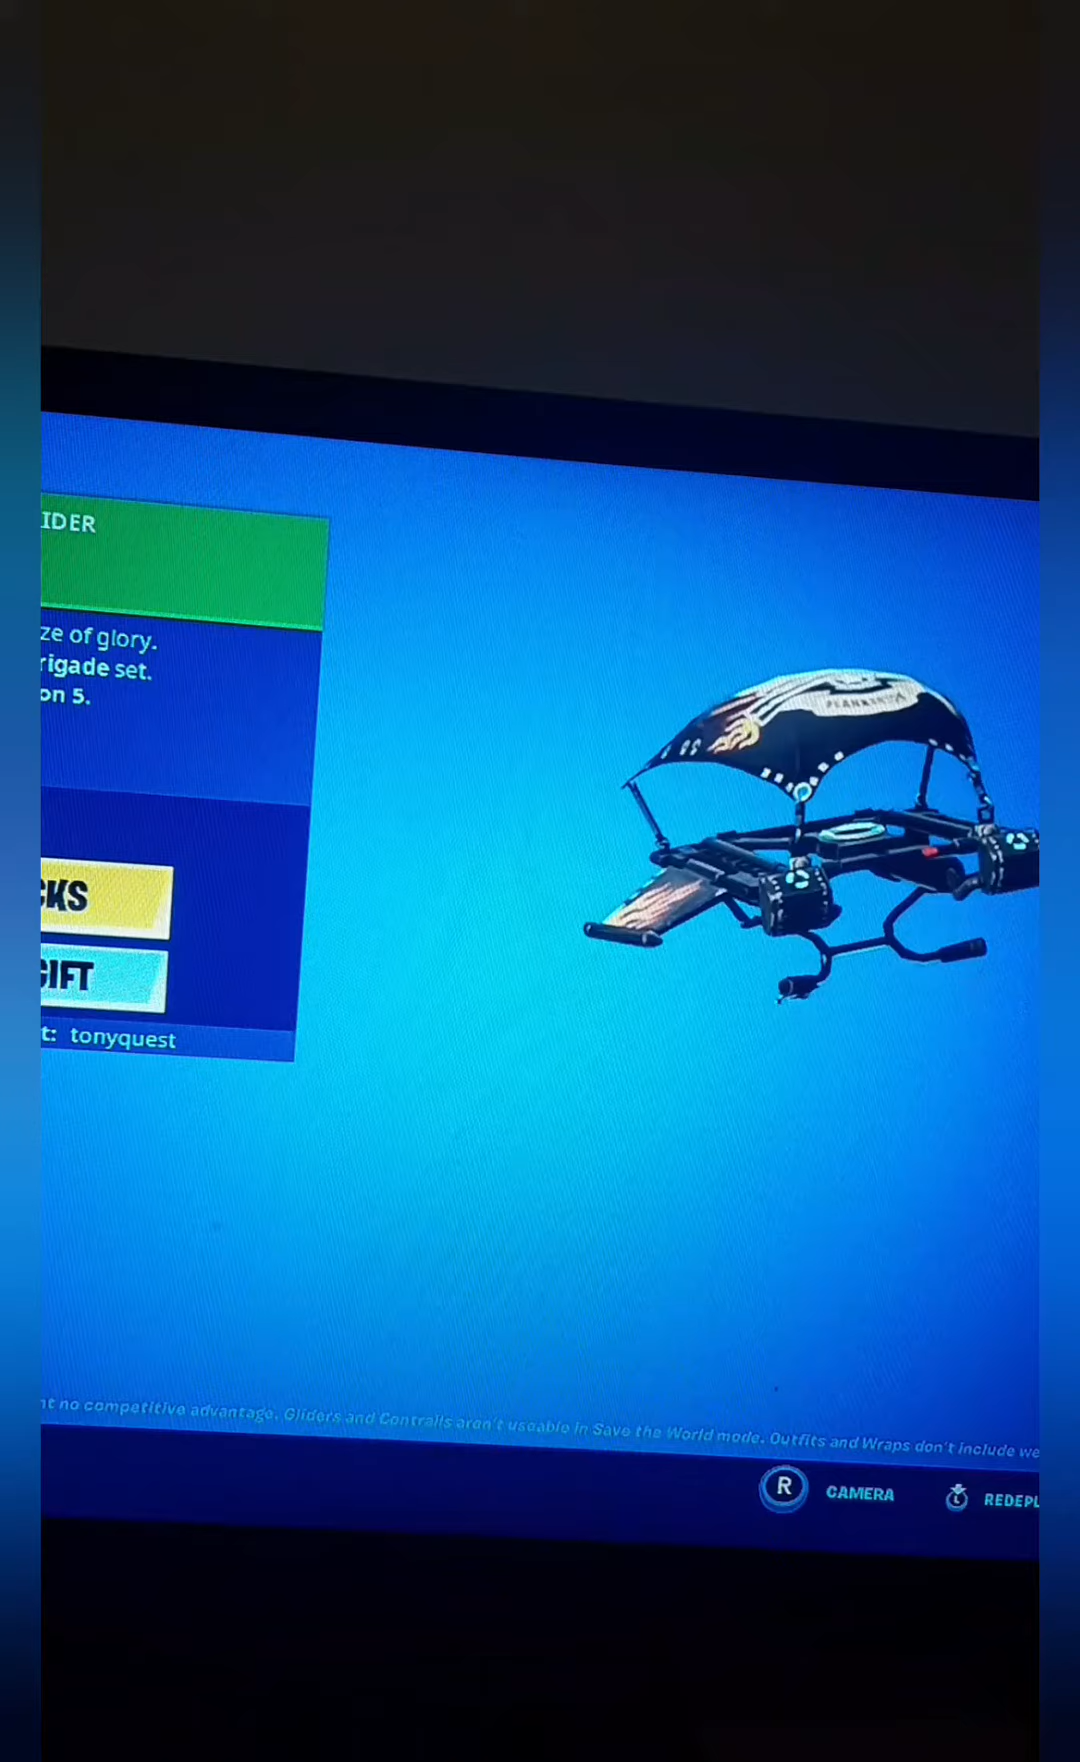 IDER
ze of glory.
rigade set.
on 5.
CKS
GIFT
t: tonyquest
nt no competitive advantage. Gliders and Contrails aren't useable in Save the World mode. Outfits and Wraps don't include we
R CAMERA
L REDEPL